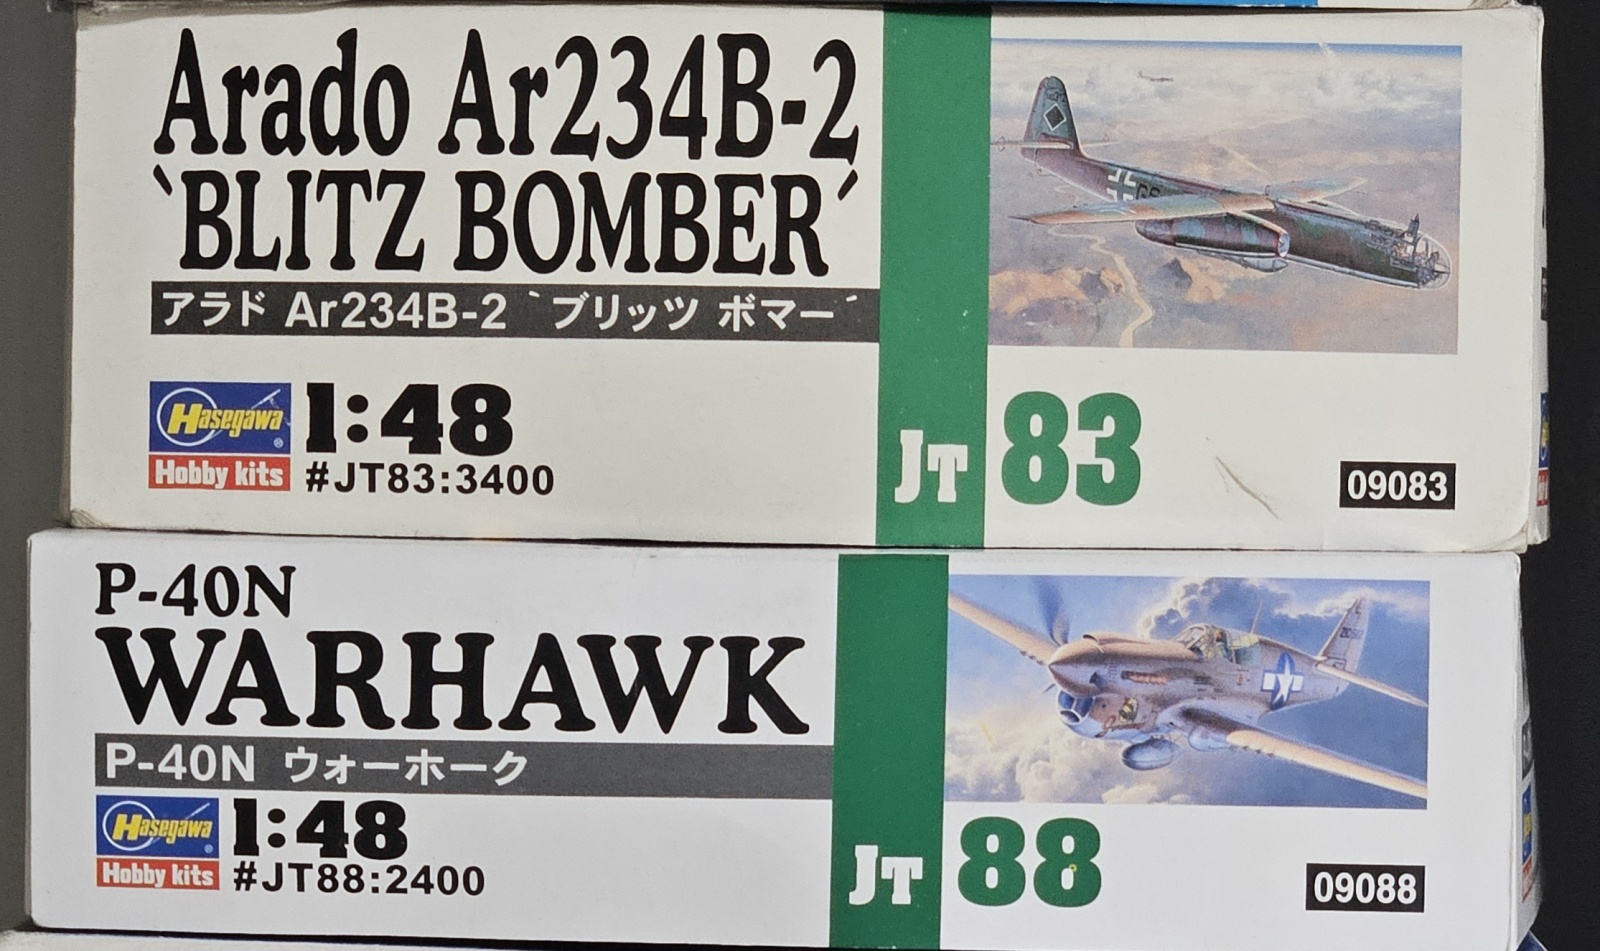 Arado Ar234B-2
`BLITZ BOMBER´
アラド Ar234B-2 `ブリッツ ボマー´
Hasegawa®
Hobby kits
1:48
#JT83:3400
JT 83
09083
P-40N
WARHAWK
P-40N ウォーホーク
Hasegawa®
Hobby kits
1:48
#JT88:2400
JT 88
09088